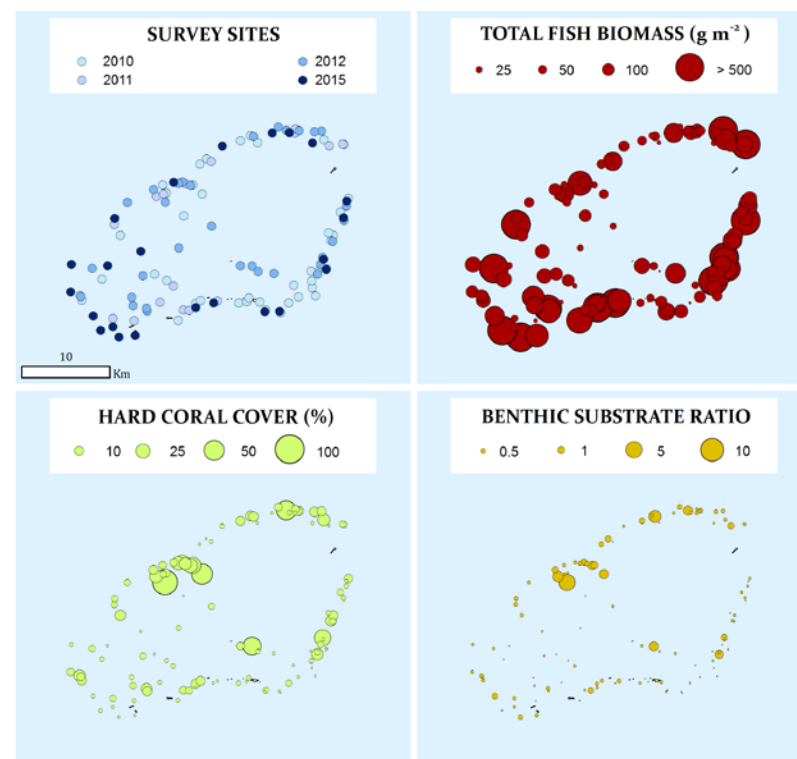 SURVEY SITES
2010 2012
2011 2015
10
Km
TOTAL FISH BIOMASS (g m⁻²)
25 50 100 > 500
HARD CORAL COVER (%)
10 25 50 100
BENTHIC SUBSTRATE RATIO
0.5 1 5 10